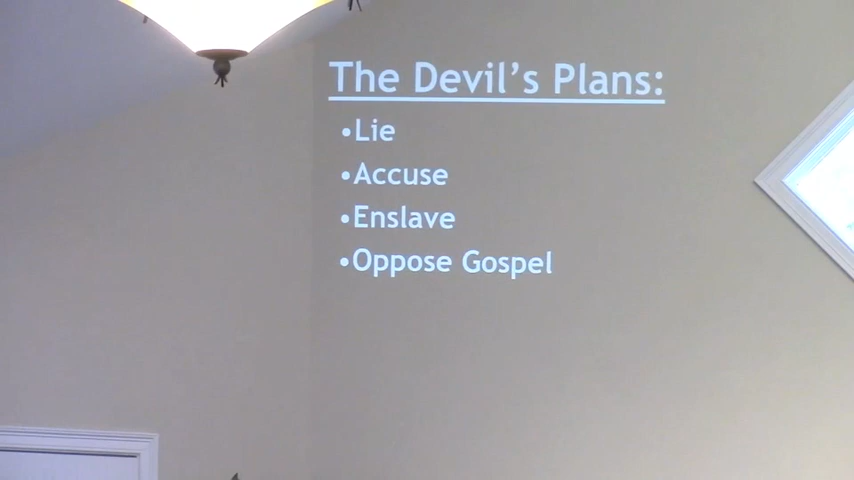 The Devil's Plans:
•Lie
•Accuse
•Enslave
•Oppose Gospel